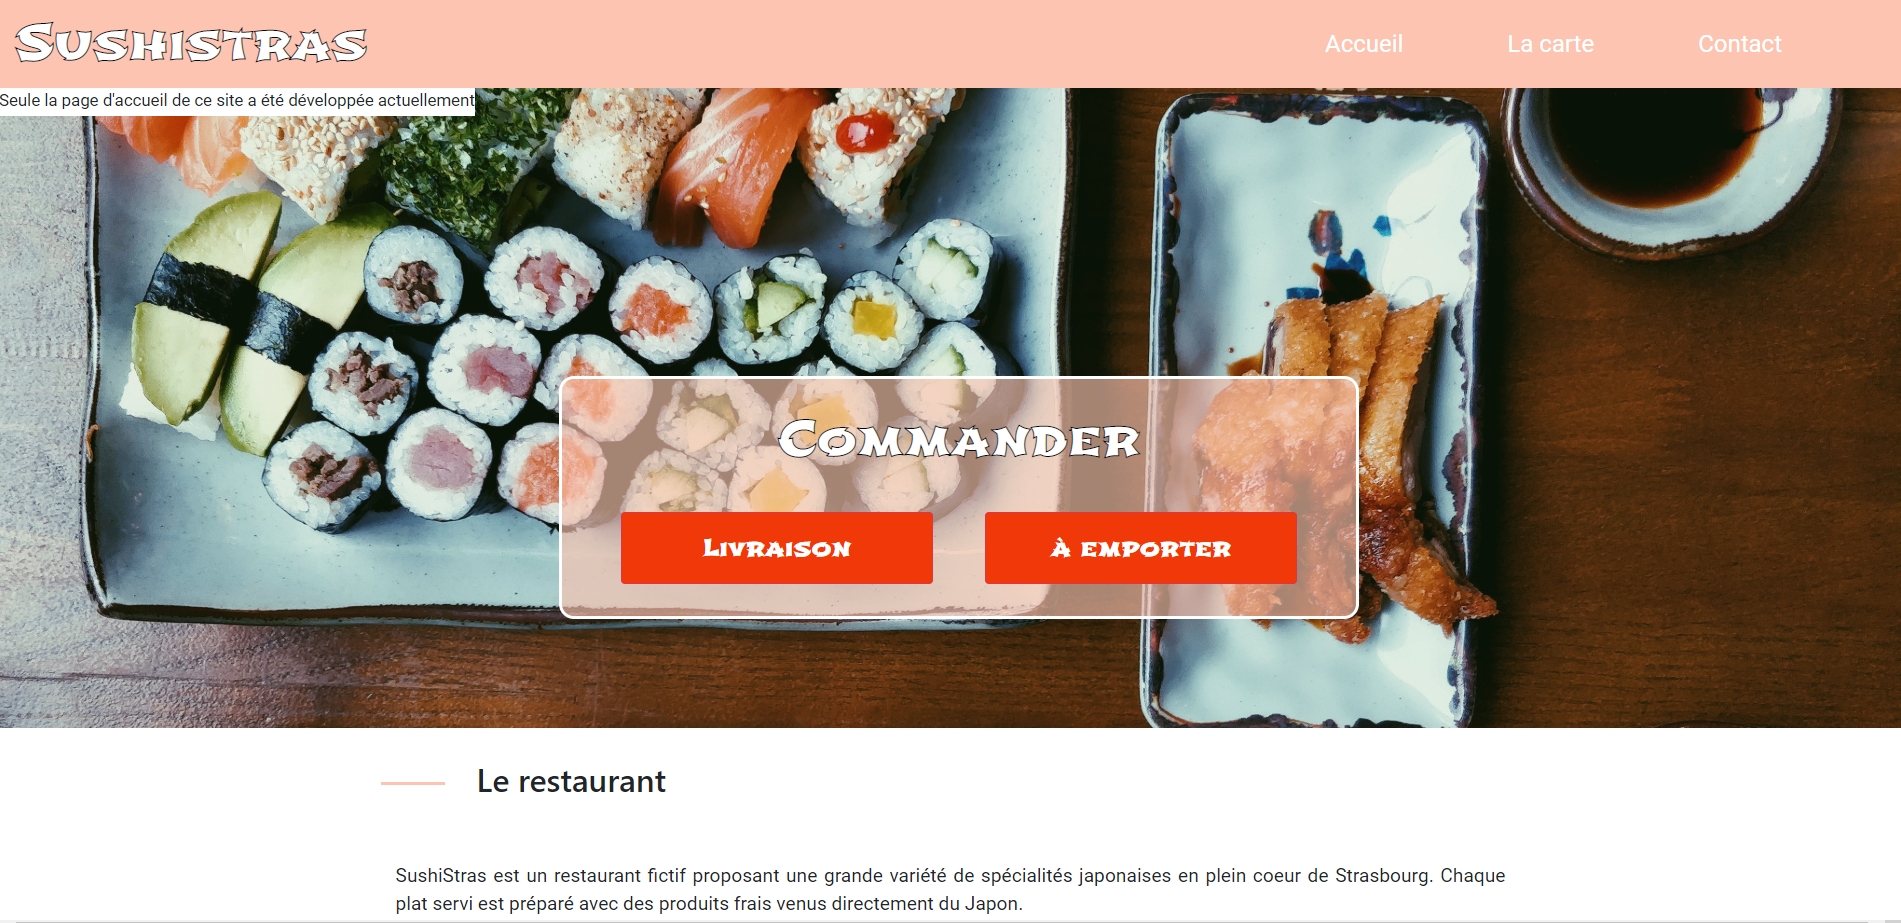 SUSHISTRAS
Accueil La carte Contact
Seule la page d'accueil de ce site a été développée actuellement
COMMANDER
LIVRAISON À EMPORTER
Le restaurant
SushiStras est un restaurant fictif proposant une grande variété de spécialités japonaises en plein coeur de Strasbourg. Chaque
plat servi est préparé avec des produits frais venus directement du Japon.